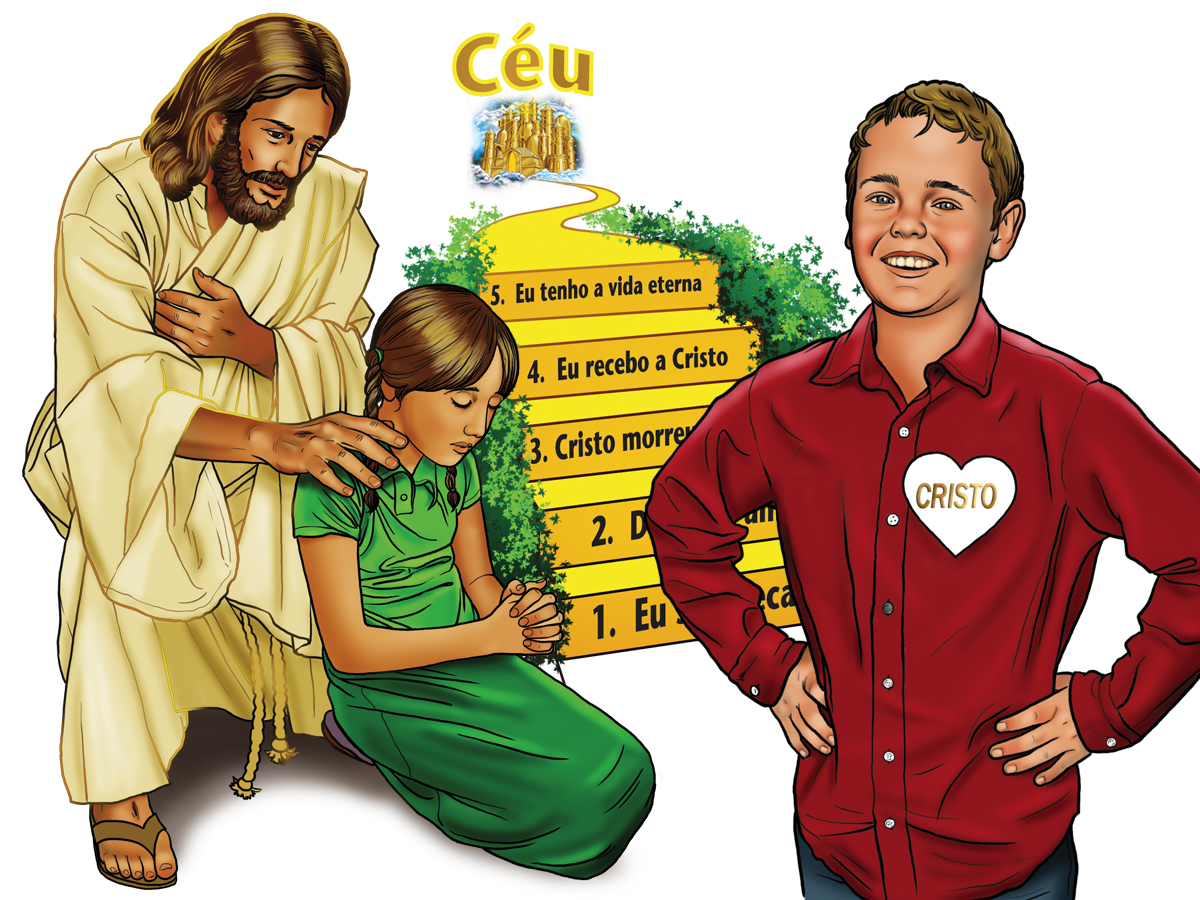 Céu
5. Eu tenho a vida eterna
4. Eu recebo a Cristo
3. Cristo
2.
1. Eu
CRISTO